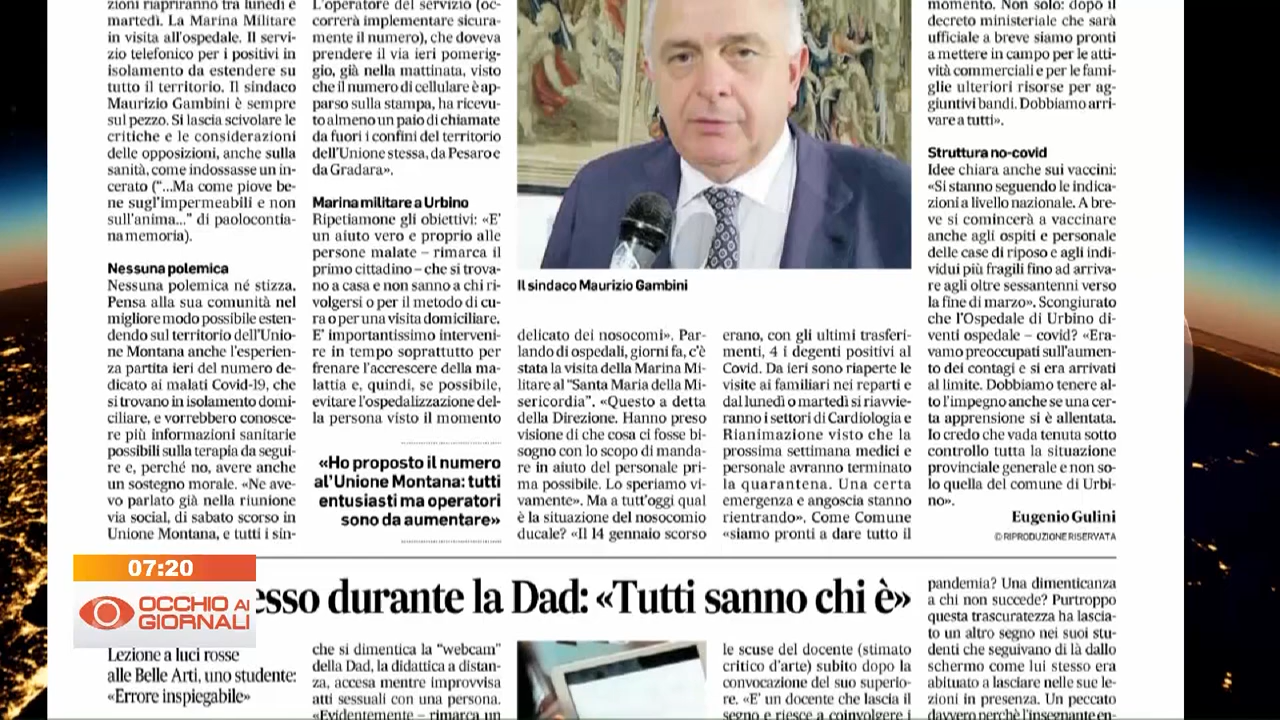 zioni riapriranno tra lunedì e
martedì. La Marina Militare
in visita all'ospedale. Il servi-
zio telefonico per i positivi in
isolamento da estendere su
tutto il territorio. Il sindaco
Maurizio Gambini è sempre
sul pezzo. Si lascia scivolare le
critiche e le considerazioni
delle opposizioni, anche sulla
sanità, come indossasse un in-
cerato ("...Ma come piove be-
ne sugl'impermeabili e non
sull'anima..." di paolocontia-
na memoria).
Nessuna polemica
Nessuna polemica né stizza.
Pensa alla sua comunità nel
migliore modo possibile esten-
dendo sul territorio dell'Unio-
ne Montana anche l'esperien-
za partita ieri del numero de-
dicato ai malati Covid-19, che
si trovano in isolamento domi-
ciliare, e vorrebbero conosce-
re più informazioni sanitarie
possibili sulla terapia da segui-
re e, perché no, avere anche
un sostegno morale. «Ne ave-
vo parlato già nella riunione
via social, di sabato scorso in
Unione Montana, e tutti i sin-
L'operatore del servizio (oc-
correrà implementare sicura-
mente il numero), che doveva
prendere il via ieri pomerig-
gio, già nella mattinata, visto
che il numero di cellulare è ap-
parso sulla stampa, ha ricevu-
to almeno un paio di chiamate
da fuori i confini del territorio
dell'Unione stessa, da Pesaro e
da Gradara».
Marina militare a Urbino
Ripetiamone gli obiettivi: «E'
un aiuto vero e proprio alle
persone malate – rimarca il
primo cittadino – che si trova-
no a casa e non sanno a chi ri-
volgersi o per il metodo di cu-
ra o per una visita domiciliare.
E' importantissimo interveni-
re in tempo soprattutto per
frenare l'accrescere della ma-
lattia e, quindi, se possibile,
evitare l'ospedalizzazione del-
la persona visto il momento
«Ho proposto il numero
al'Unione Montana: tutti
entusiasti ma operatori
sono da aumentare»
Il sindaco Maurizio Gambini
delicato dei nosocomi». Par-
lando di ospedali, giorni fa, c'è
stata la visita della Marina Mi-
litare al "Santa Maria della Mi-
sericordia". «Questo a detta
della Direzione. Hanno preso
visione di che cosa ci fosse bi-
sogno con lo scopo di manda-
re in aiuto del personale pri-
ma possibile. Lo speriamo vi-
vamente». Ma a tutt'oggi qual
è la situazione del nosocomio
ducale? «Il 14 gennaio scorso
erano, con gli ultimi trasferi-
menti, 4 i degenti positivi al
Covid. Da ieri sono riaperte le
visite ai familiari nei reparti e
dal lunedì o martedì si riavvie-
ranno i settori di Cardiologia e
Rianimazione visto che la
prossima settimana medici e
personale avranno terminato
la quarantena. Una certa
emergenza e angoscia stanno
rientrando». Come Comune
«siamo pronti a dare tutto il
momento. Non solo: dopo il
decreto ministeriale che sarà
ufficiale a breve siamo pronti
a mettere in campo per le atti-
vità commerciali e per le fami-
glie ulteriori risorse per ag-
giuntivi bandi. Dobbiamo arri-
vare a tutti».
Struttura no-covid
Idee chiara anche sui vaccini:
«Si stanno seguendo le indica-
zioni a livello nazionale. A bre-
ve si comincerà a vaccinare
anche agli ospiti e personale
delle case di riposo e agli indi-
vidui più fragili fino ad arriva-
re agli oltre sessantenni verso
la fine di marzo». Scongiurato
che l'Ospedale di Urbino di-
venti ospedale – covid? «Era-
vamo preoccupati sull'aumen-
to dei contagi e si era arrivati
al limite. Dobbiamo tenere al-
to l'impegno anche se una cer-
ta apprensione si è allentata.
Io credo che vada tenuta sotto
controllo tutta la situazione
provinciale generale e non so-
lo quella del comune di Urbi-
no».
Eugenio Gulini
© RIPRODUZIONE RISERVATA
07:20
OCCHIO AI
GIORNALI
esso durante la Dad: «Tutti sanno chi è»
Lezione a luci rosse
alle Belle Arti, uno studente:
«Errore inspiegabile»
che si dimentica la "webcam"
della Dad, la didattica a distan-
za, accesa mentre improvvisa
atti sessuali con una persona.
«Evidentemente – rimarca un
le scuse del docente (stimato
critico d'arte) subito dopo la
convocazione del suo superio-
re. «E' un docente che lascia il
segno e riesce a coinvolgere i
pandemia? Una dimenticanza
a chi non succede? Purtroppo
questa trascuratezza ha lascia-
to un altro segno nei suoi stu-
denti che seguivano di là dallo
schermo come lui stesso era
abituato a lasciare nelle sue le-
zioni in presenza. Un peccato
davvero perchè l'insegnante en-